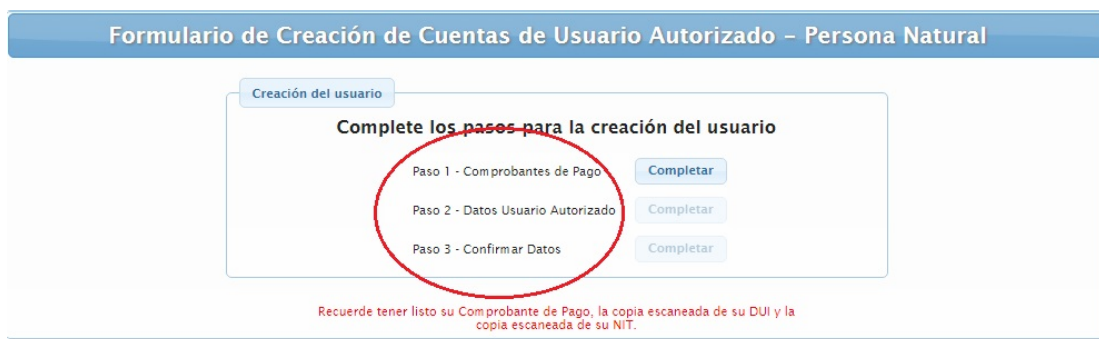 Formulario de Creación de Cuentas de Usuario Autorizado – Persona Natural
Creación del usuario
Complete los pasos para la creación del usuario
Paso 1 - Comprobantes de Pago Completar
Paso 2 - Datos Usuario Autorizado Completar
Paso 3 - Confirmar Datos Completar
Recuerde tener listo su Comprobante de Pago, la copia escaneada de su DUI y la
copia escaneada de su NIT.